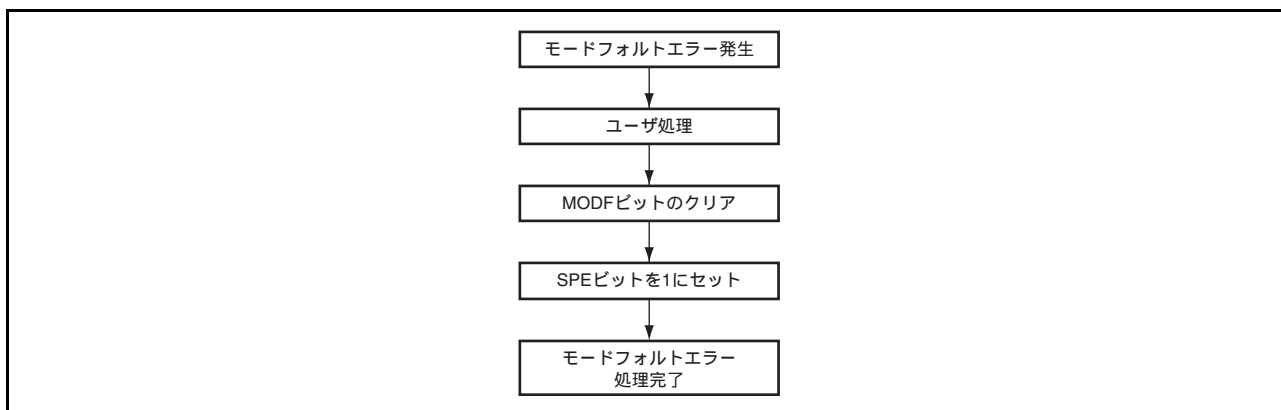 モードフォルトエラー発生
ユーザ処理
MODFビットのクリア
SPEビットを1にセット
モードフォルトエラー
処理完了